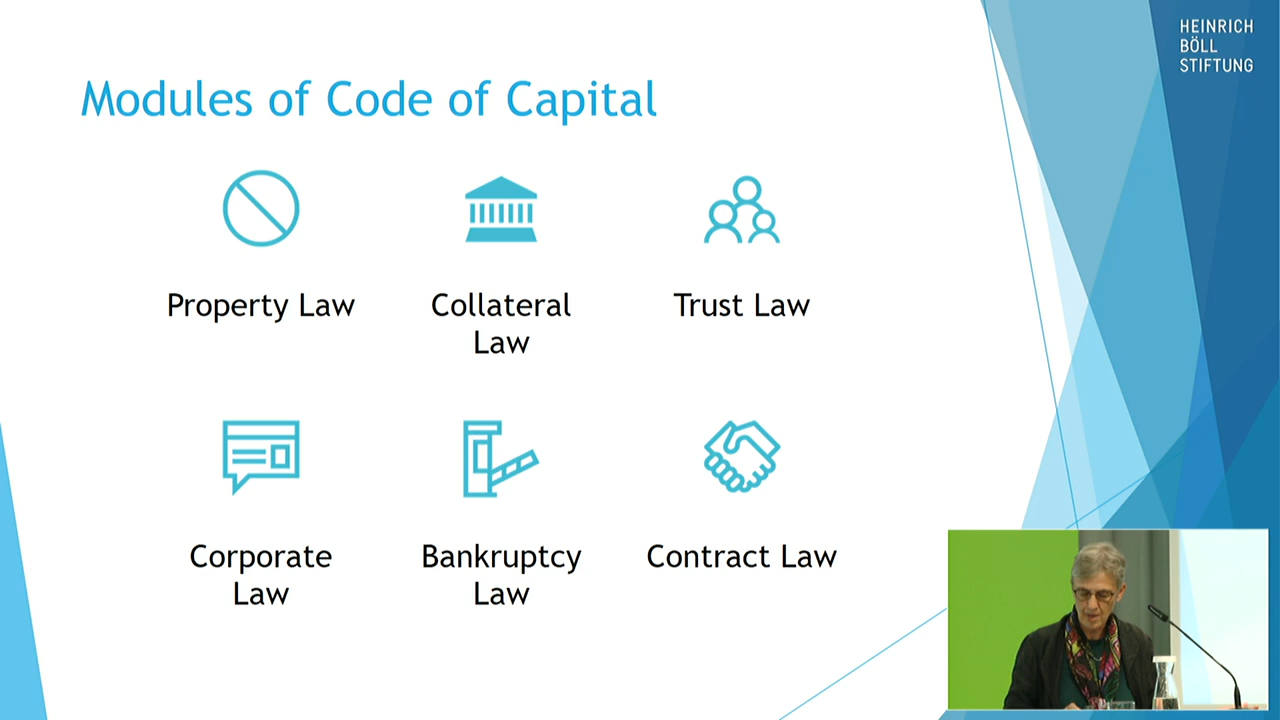 HEINRICH
BÖLL
STIFTUNG
Modules of Code of Capital
Property Law
Collateral
Law
Trust Law
Corporate
Law
Bankruptcy
Law
Contract Law